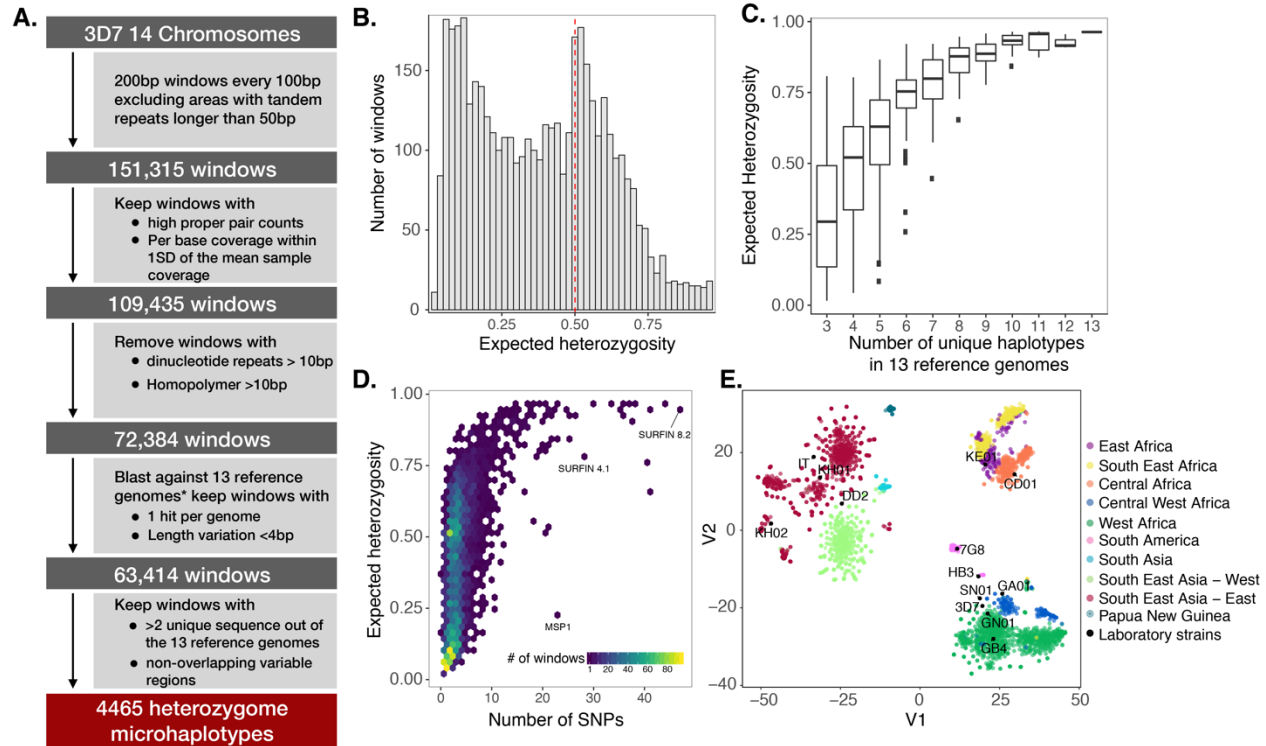 A.
3D7 14 Chromosomes
200bp windows every 100bp
excluding areas with tandem
repeats longer than 50bp
151,315 windows
Keep windows with
● high proper pair counts
● Per base coverage within
1SD of the mean sample
coverage
109,435 windows
Remove windows with
● dinucleotide repeats > 10bp
● Homopolymer >10bp
72,384 windows
Blast against 13 reference
genomes* keep windows with
● 1 hit per genome
● Length variation <4bp
63,414 windows
Keep windows with
● >2 unique sequence out of
the 13 reference genomes
● non-overlapping variable
regions
4465 heterozygome
microhaplotypes
B.
Number of windows
150
100
50
0
0.25 0.50 0.75
Expected heterozygosity
C.
Expected Heterozygosity
1.00
0.75
0.50
0.25
0.00
3 4 5 6 7 8 9 10 11 12 13
Number of unique haplotypes
in 13 reference genomes
D.
Expected heterozygosity
1.00
0.75
0.50
0.25
0.00
SURFIN 8.2
SURFIN 4.1
MSP1
# of windows
1 20 40 60 80
0 10 20 30 40
Number of SNPs
E.
V2
20
0
−20
−40
IT
KH01
DD2
KH02
KE01
CD01
7G8
HB3
SN01
GA01
3D7
GN01
GB4
−50 −25 0 25 50
V1
East Africa
South East Africa
Central Africa
Central West Africa
West Africa
South America
South Asia
South East Asia − West
South East Asia − East
Papua New Guinea
Laboratory strains